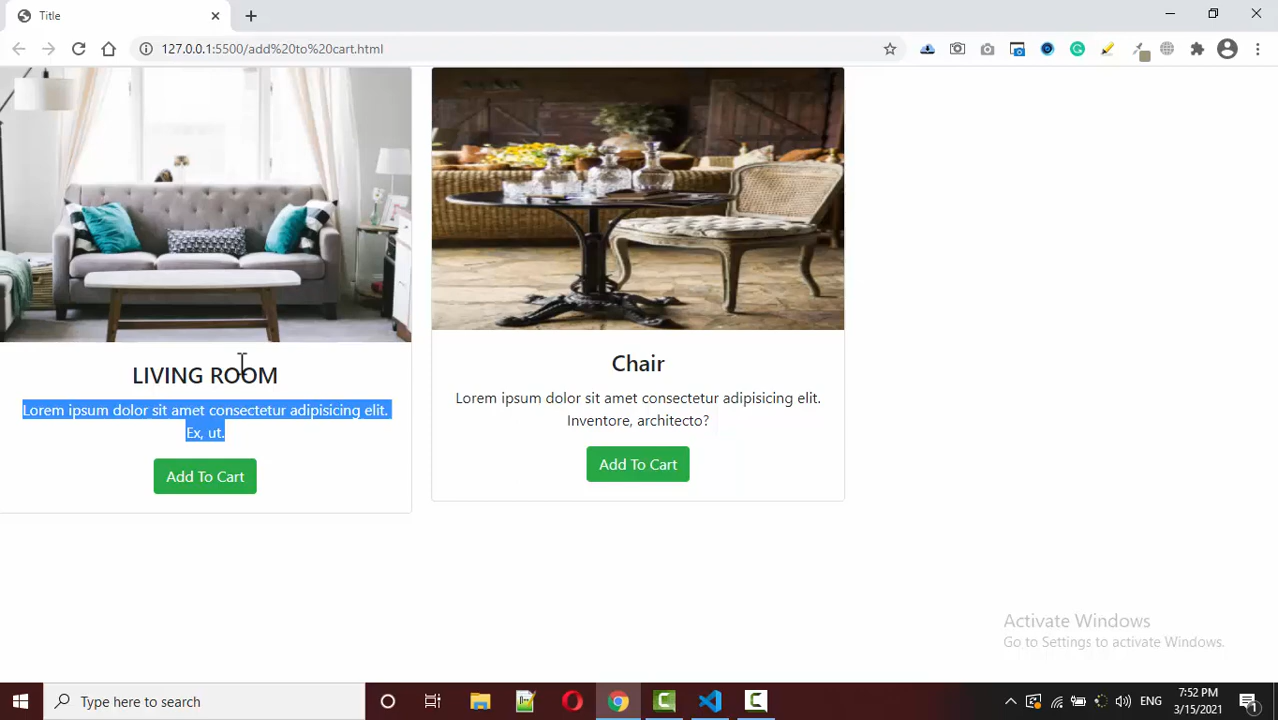 Title
127.0.0.1:5500/add%20to%20cart.html
LIVING ROOM
Lorem ipsum dolor sit amet consectetur adipisicing elit.
Ex, ut.
Add To Cart
Chair
Lorem ipsum dolor sit amet consectetur adipisicing elit.
Inventore, architecto?
Add To Cart
Activate Windows
Go to Settings to activate Windows.
Type here to search
ENG
7:52 PM
3/15/2021
1